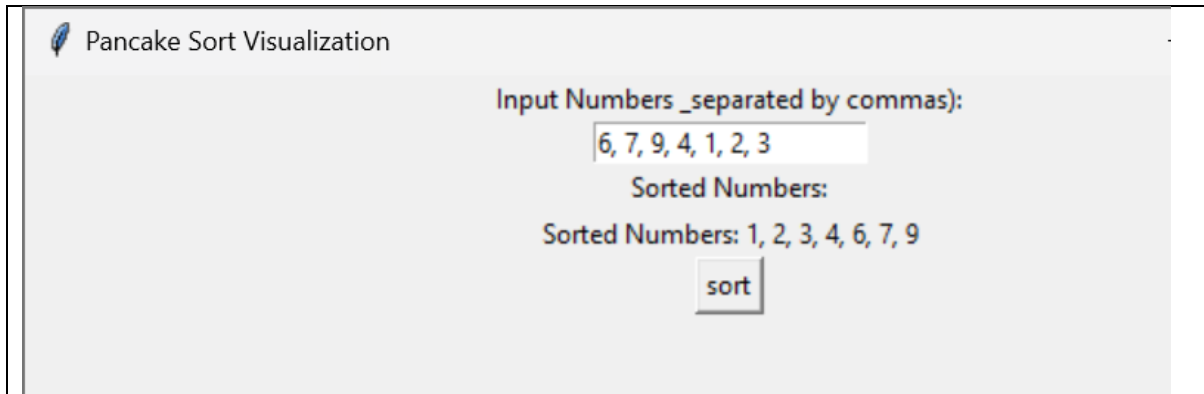 Pancake Sort Visualization
Input Numbers _separated by commas):
6, 7, 9, 4, 1, 2, 3
Sorted Numbers:
Sorted Numbers: 1, 2, 3, 4, 6, 7, 9
sort